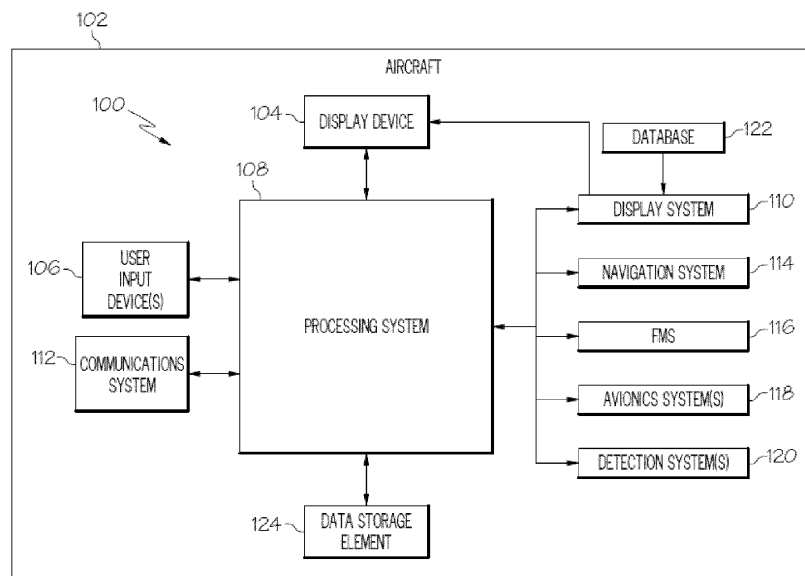 102
AIRCRAFT
100
104
DISPLAY DEVICE
DATABASE
122
108
DISPLAY SYSTEM
110
106
USER
INPUT
DEVICE(S)
NAVIGATION SYSTEM
114
PROCESSING SYSTEM
FMS
116
112
COMMUNICATIONS
SYSTEM
AVIONICS SYSTEM(S)
118
DETECTION SYSTEM(S)
120
124
DATA STORAGE
ELEMENT